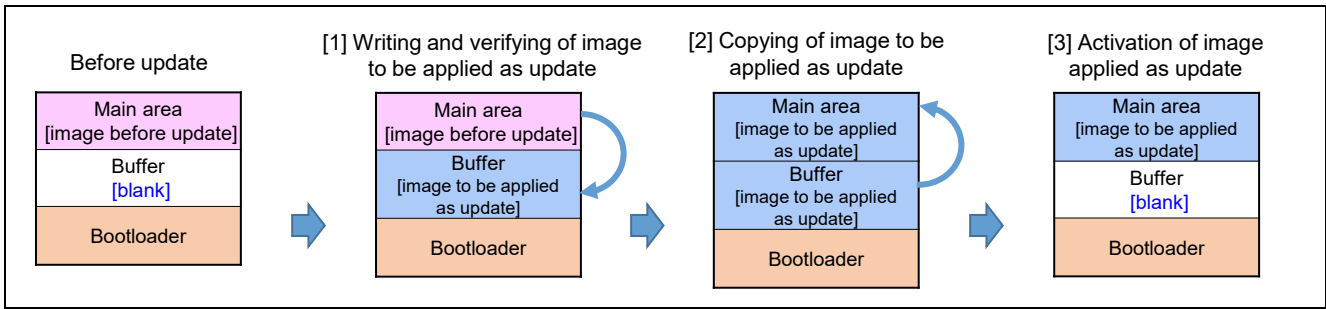 Before update
Main area
[image before update]
Buffer
[blank]
Bootloader
[1] Writing and verifying of image
to be applied as update
Main area
[image before update]
Buffer
[image to be applied
as update]
Bootloader
[2] Copying of image to be
applied as update
Main area
[image to be applied
as update]
Buffer
[image to be applied
as update]
Bootloader
[3] Activation of image
applied as update
Main area
[image to be applied
as update]
Buffer
[blank]
Bootloader